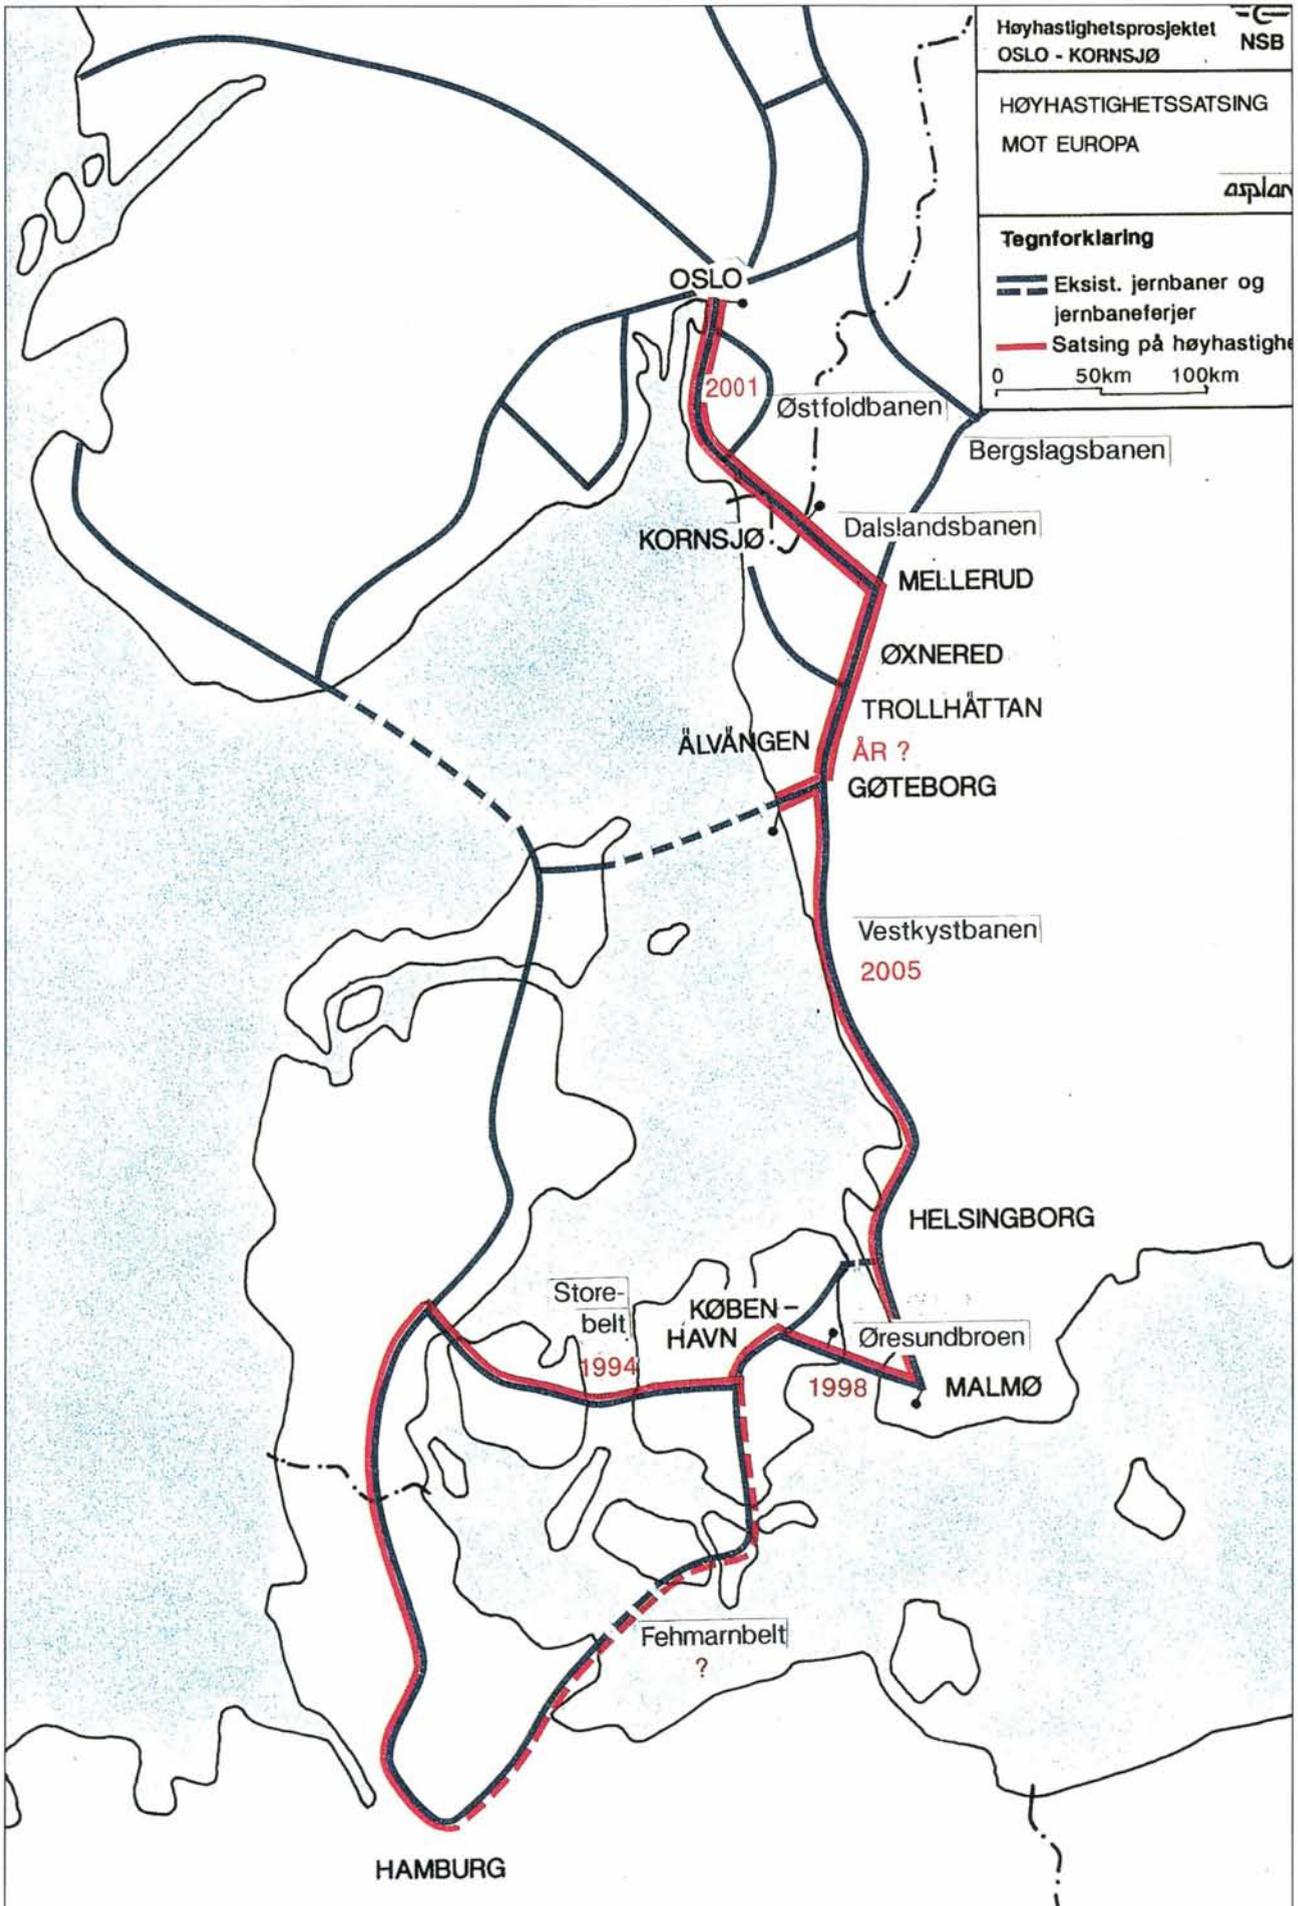 Høyhastighetsprosjektet
NSB
OSLO - KORNSJØ
HØYHASTIGHETSSATSING
MOT EUROPA
asplan
Tegnforklaring
Eksist. jernbaner og
jernbaneferjer
Satsing på høyhastighe
0 50km 100km
OSLO
2001
Østfoldbanen
Bergslagsbanen
Dalslandsbanen
KORNSJØ
MELLERUD
ØXNERED
TROLLHÄTTAN
ÄLVÄNGEN
ÅR ?
GØTEBORG
Vestkystbanen
2005
HELSINGBORG
Store-
belt
1994
KØBEN-
HAVN
Øresundbroen
1998
MALMØ
Fehmarnbelt
?
HAMBURG